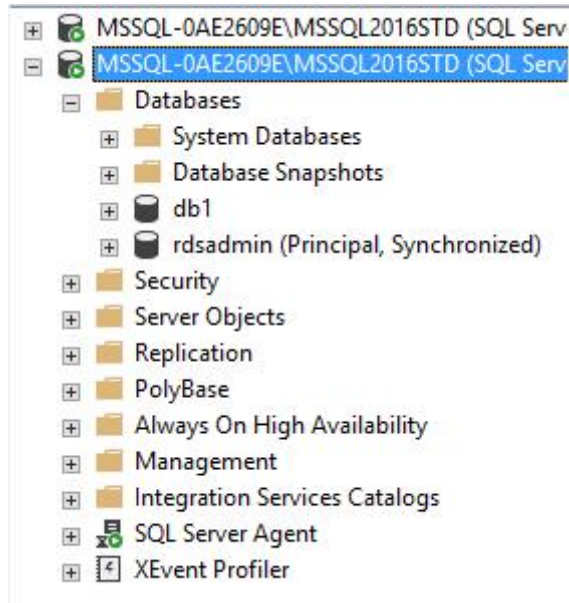 MSSQL-0AE2609E\MSSQL2016STD (SQL Serv
MSSQL-0AE2609E\MSSQL2016STD (SQL Serv
Databases
System Databases
Database Snapshots
db1
rdsadmin (Principal, Synchronized)
Security
Server Objects
Replication
PolyBase
Always On High Availability
Management
Integration Services Catalogs
SQL Server Agent
XEvent Profiler